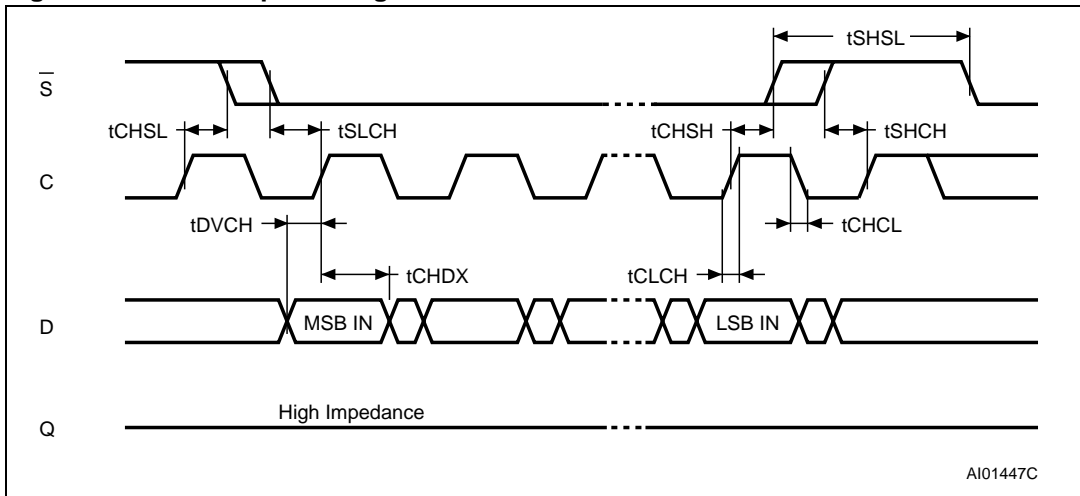 tSHSL
S
tCHSL
tSLCH
tCHSH
tSHCH
C
tDVCH
tCHCL
tCHDX
tCLCH
D
MSB IN
LSB IN
High Impedance
Q
AI01447C